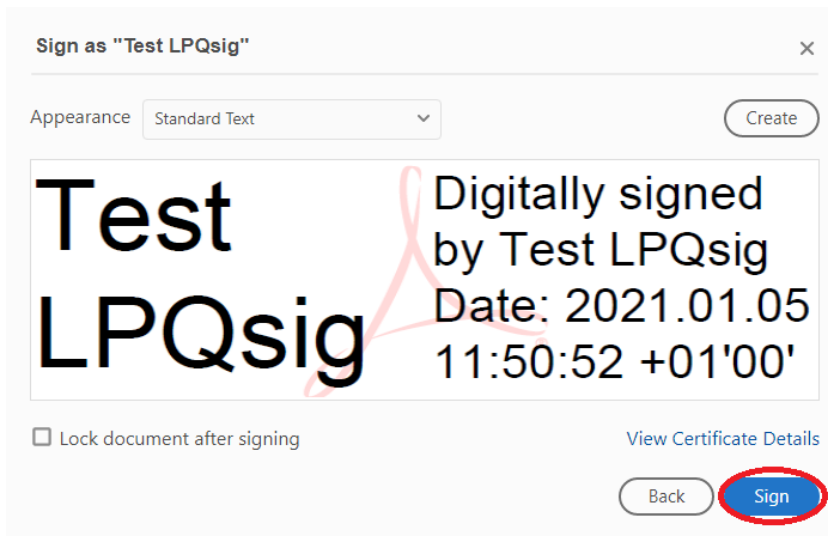 Sign as "Test LPQsig"
Appearance
Standard Text
Create
Test
LPQsig
Digitally signed
by Test LPQsig
Date: 2021.01.05
11:50:52 +01'00'
Lock document after signing
View Certificate Details
Back
Sign